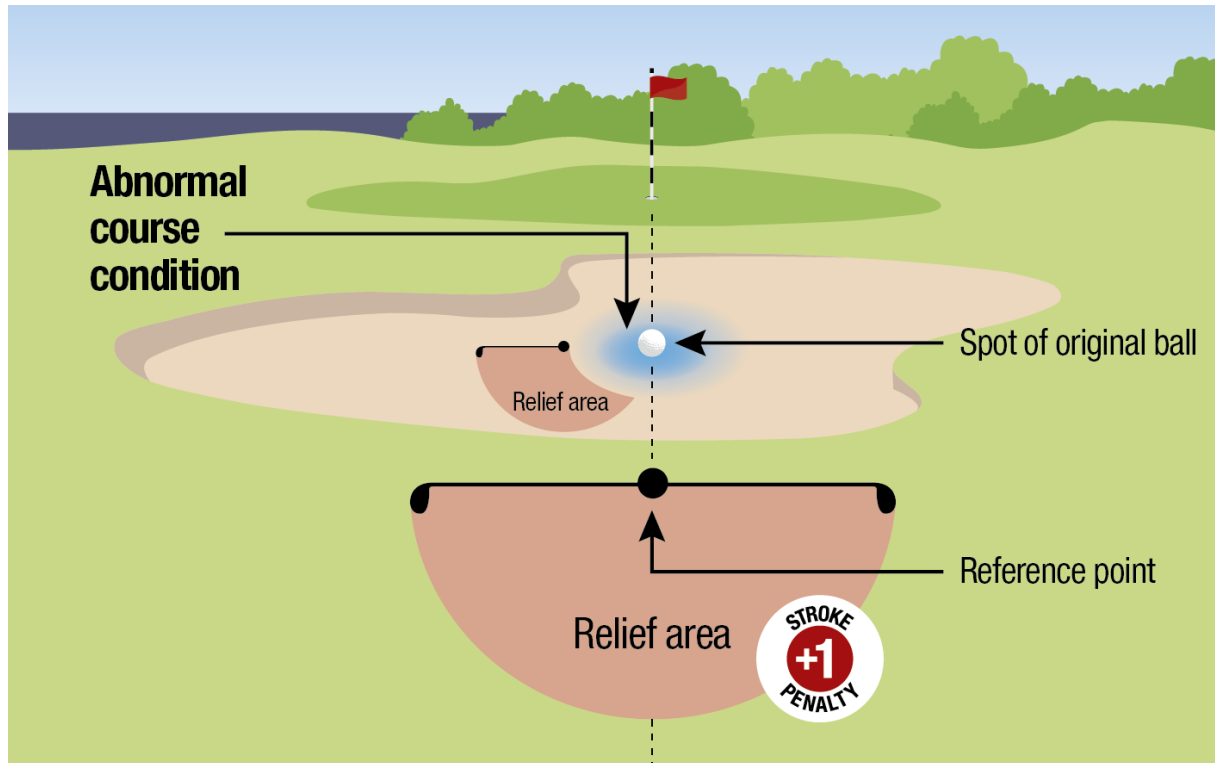 Abnormal
course
condition
Spot of original ball
Relief area
Reference point
Relief area
STROKE
+1
PENALTY